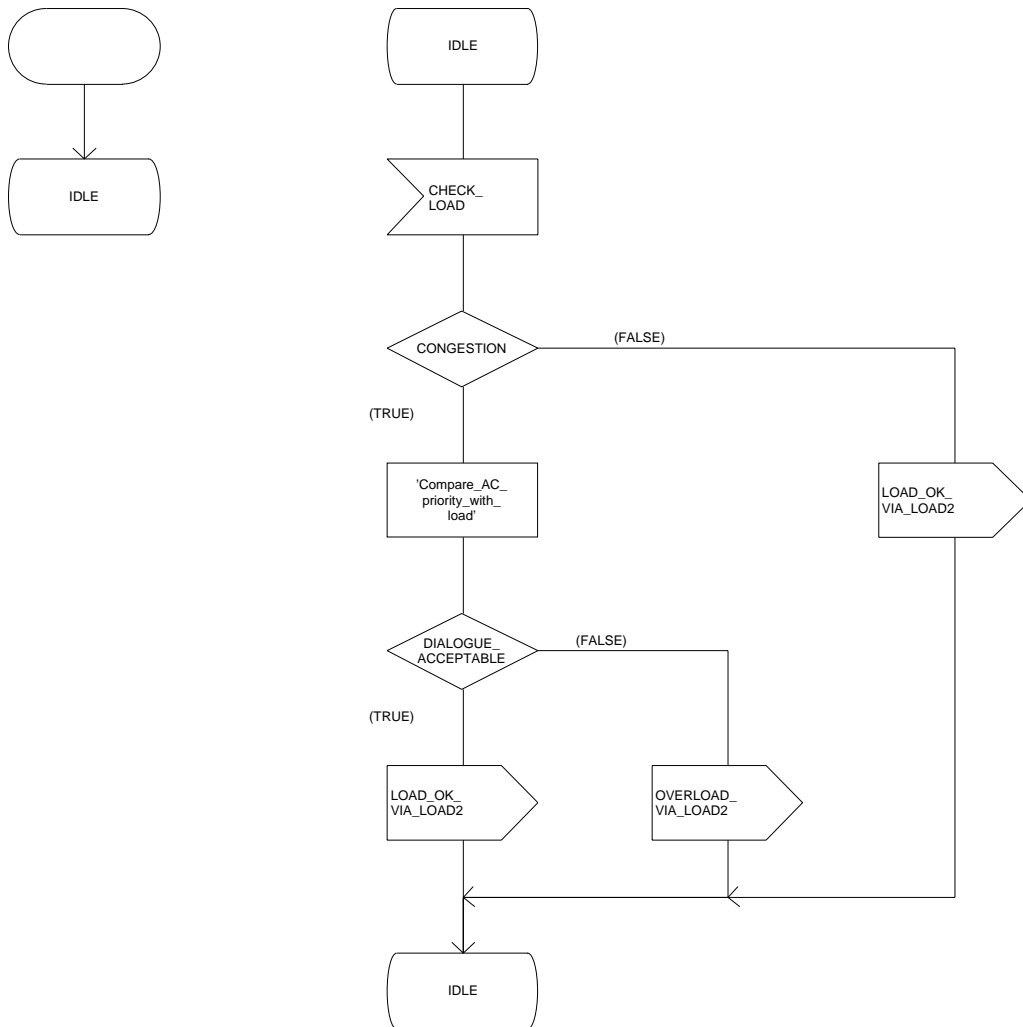 IDLE
IDLE
CHECK_
LOAD
CONGESTION
(FALSE)
(TRUE)
'Compare_AC_
priority_with_
load'
LOAD_OK_
VIA_LOAD2
DIALOGUE_
ACCEPTABLE
(FALSE)
(TRUE)
LOAD_OK_
VIA_LOAD2
OVERLOAD_
VIA_LOAD2
IDLE